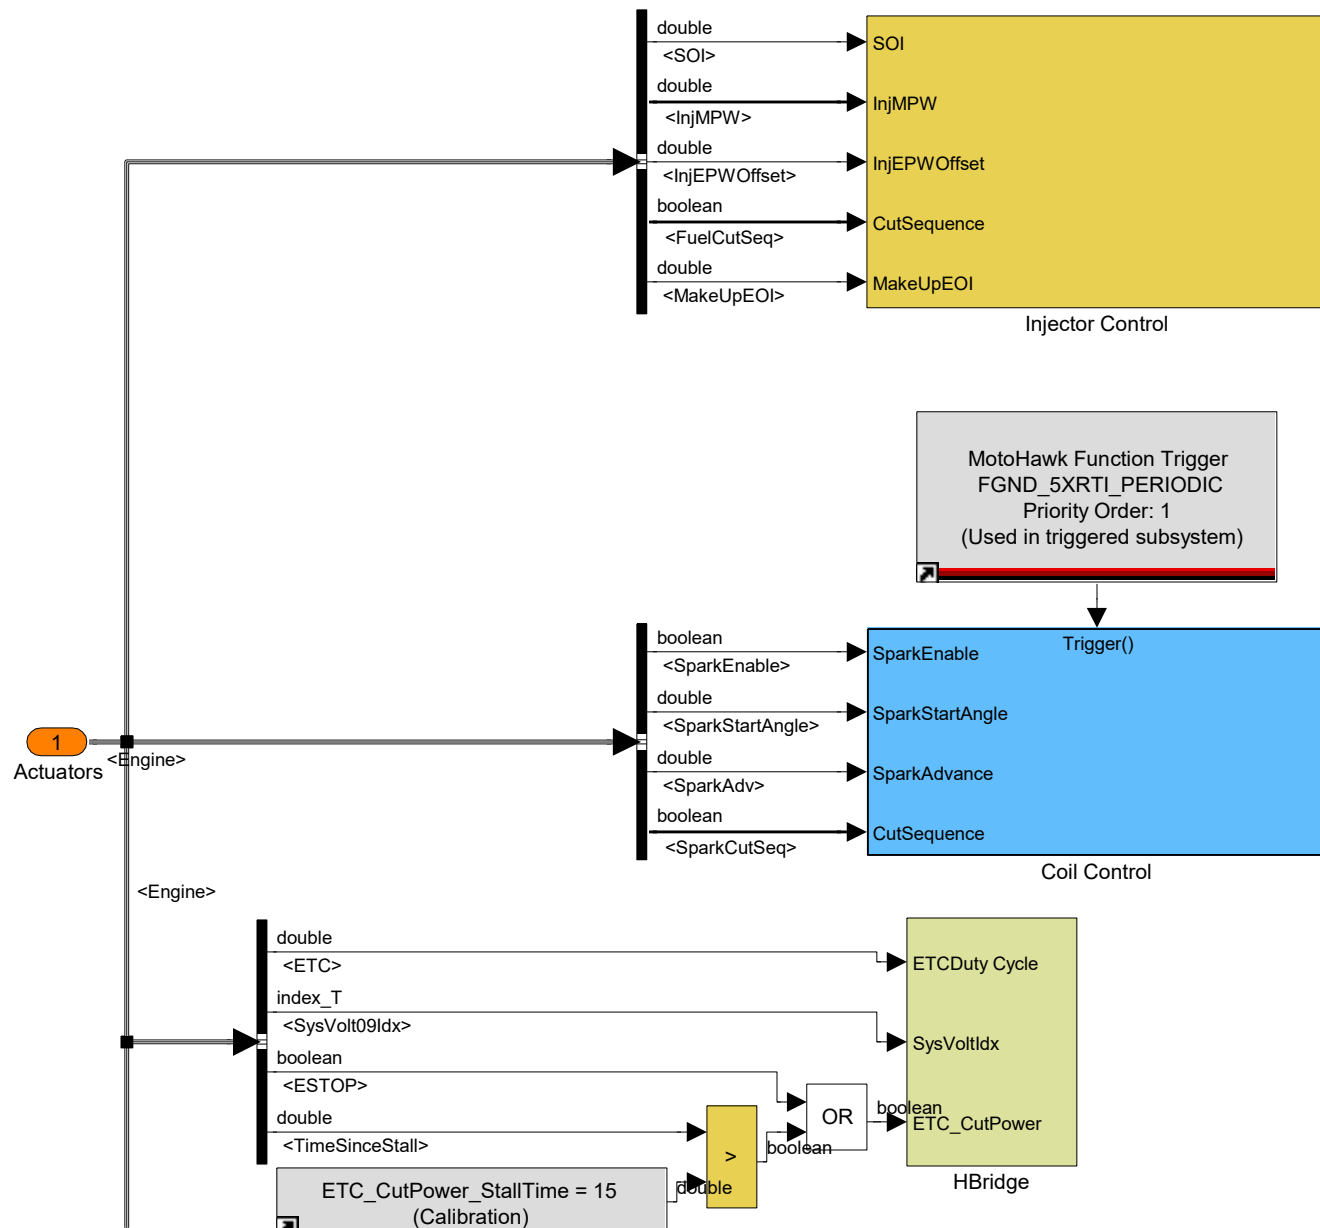 double
<SOI>
SOI
double
<InjMPW>
InjMPW
double
<InjEPWOffset>
InjEPWOffset
boolean
<FuelCutSeq>
CutSequence
double
<MakeUpEOI>
MakeUpEOI
Injector Control
MotoHawk Function Trigger
FGND_5XRTI_PERIODIC
Priority Order: 1
(Used in triggered subsystem)
Trigger()
boolean
<SparkEnable>
SparkEnable
double
<SparkStartAngle>
SparkStartAngle
double
<SparkAdv>
SparkAdvance
boolean
<SparkCutSeq>
CutSequence
Coil Control
1
Actuators
<Engine>
<Engine>
double
<ETC>
ETCDuty Cycle
index_T
<SysVolt09Idx>
SysVoltIdx
boolean
<ESTOP>
double
<TimeSinceStall>
>
boolean
OR
boolean
ETC_CutPower
HBridge
double
ETC_CutPower_StallTime = 15
(Calibration)